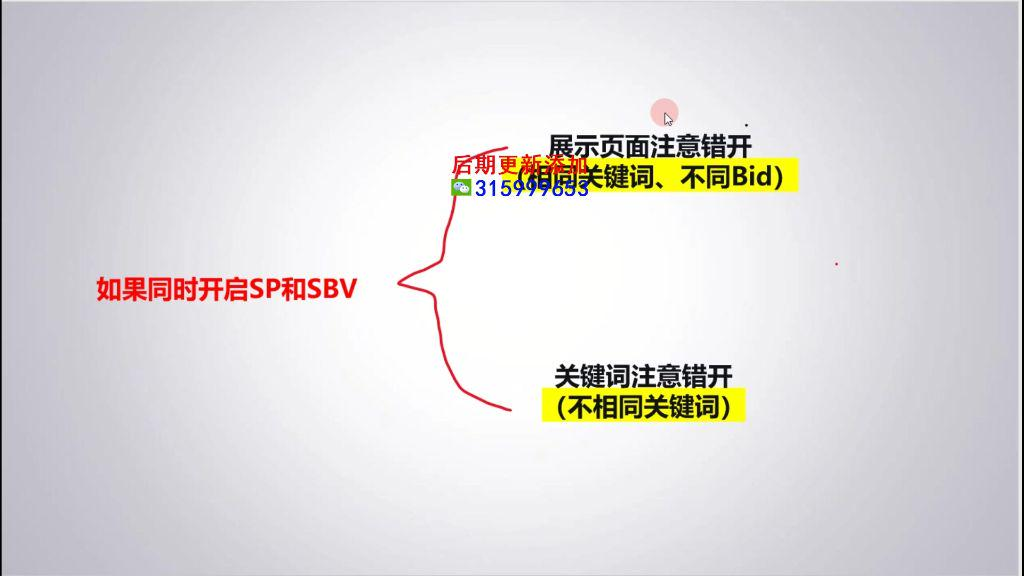 展示页面注意错开
后期更新添加
（相同关键词、不同Bid）
315999653
如果同时开启SP和SBV
关键词注意错开
（不相同关键词）